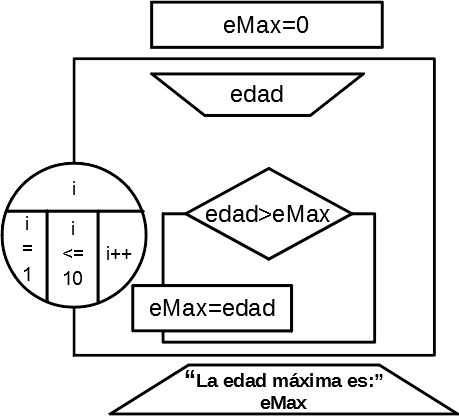 eMax=0
edad
i
i
=
1
i
<=
10
i++
edad>eMax
eMax=edad
“La edad máxima es:”
eMax